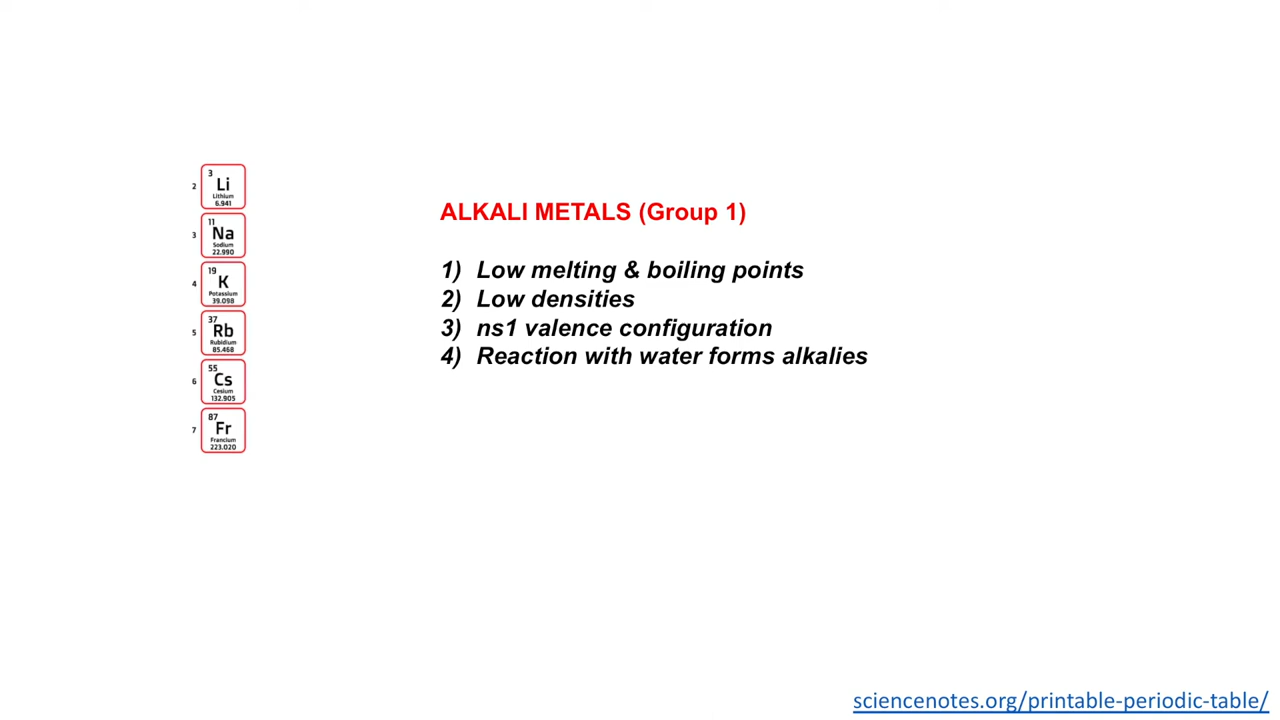 2
3
Li
Lithium
6.941
3
11
Na
Sodium
22.990
4
19
K
Potassium
39.098
5
37
Rb
Rubidium
85.468
6
55
Cs
Cesium
132.905
7
87
Fr
Francium
223.020
ALKALI METALS (Group 1)
1) Low melting & boiling points
2) Low densities
3) ns1 valence configuration
4) Reaction with water forms alkalies
sciencenotes.org/printable-periodic-table/